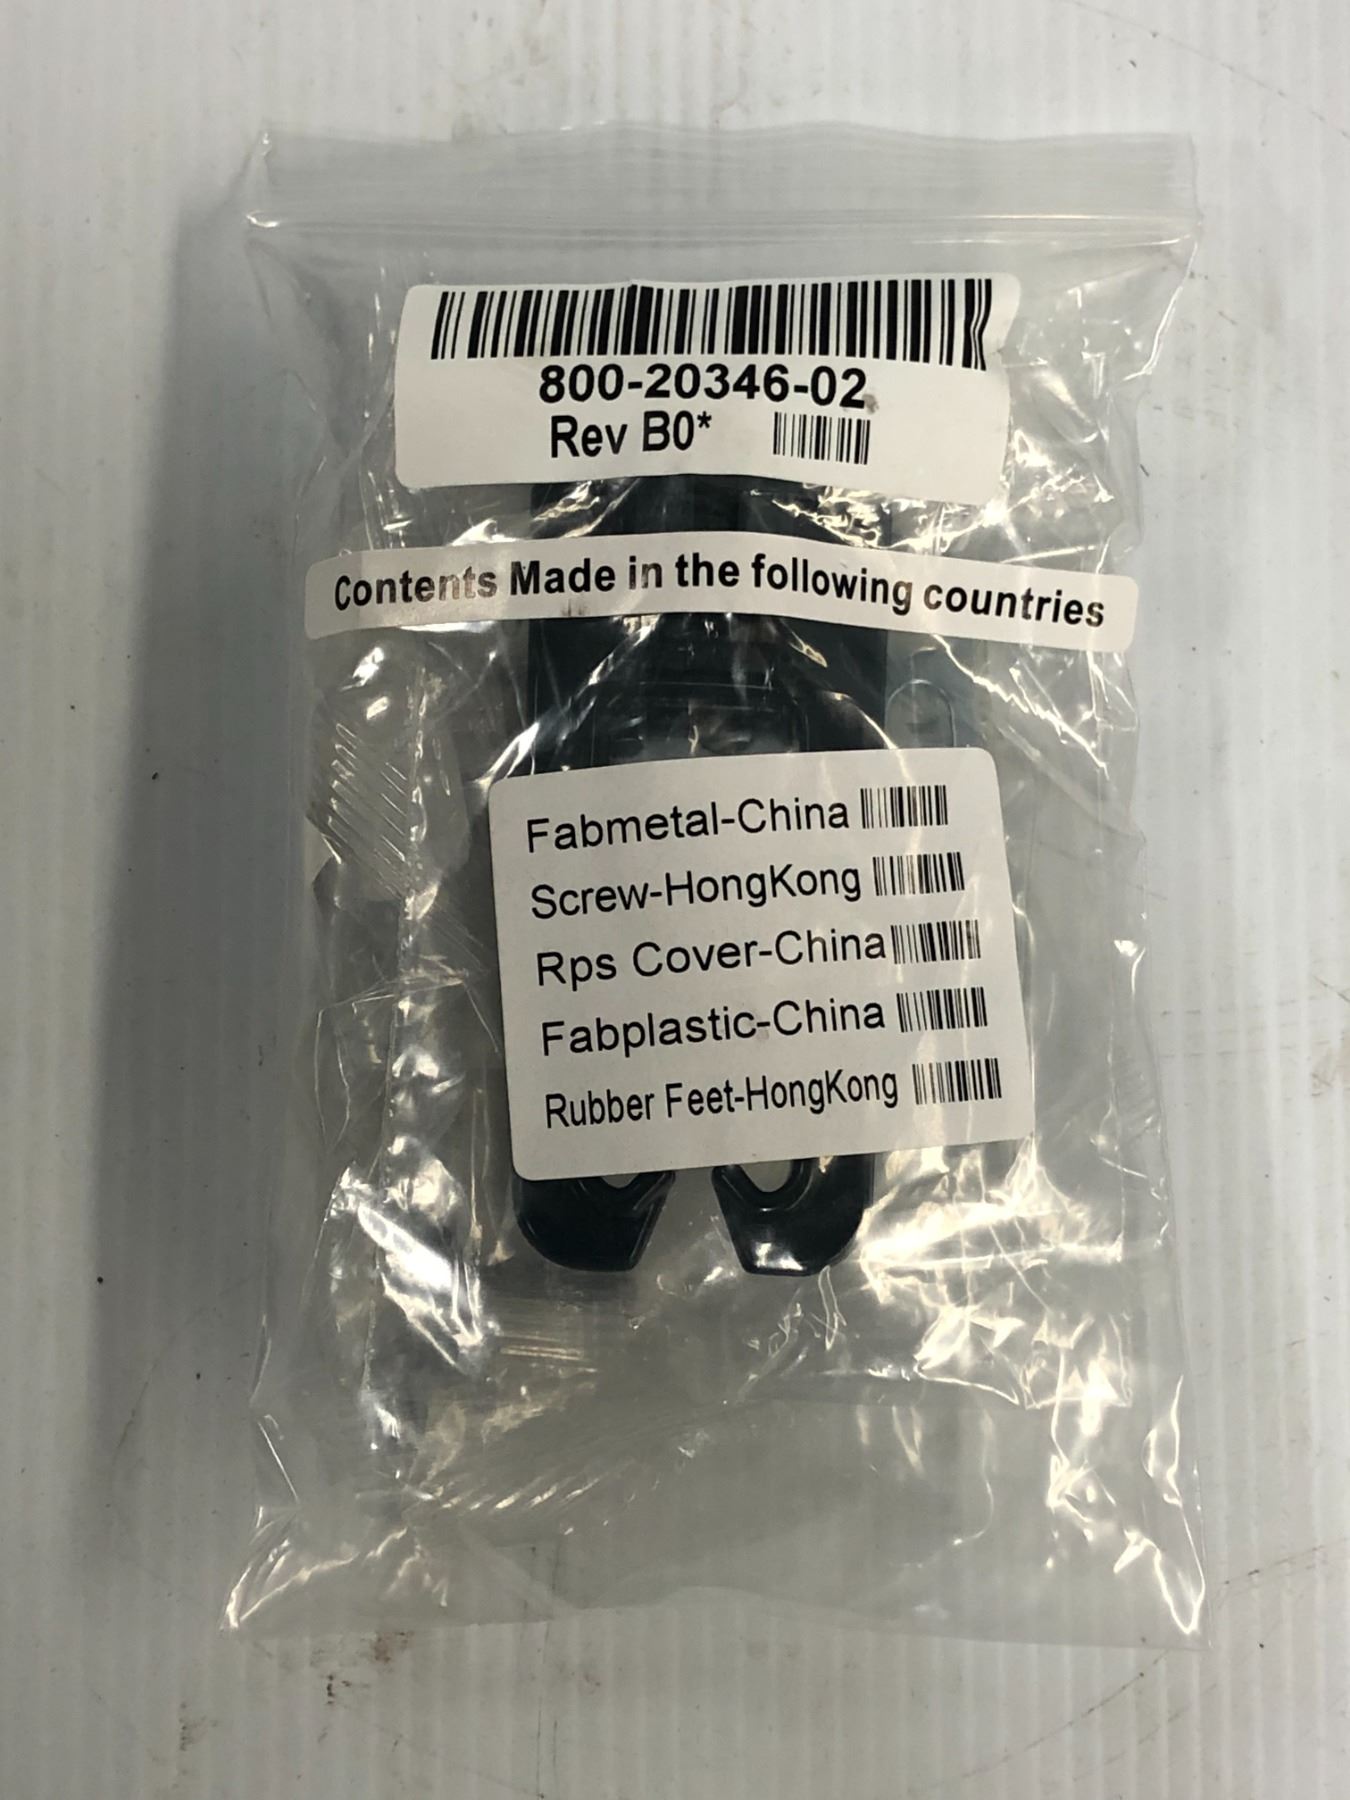 800-20346-02
Rev B0*
Contents Made in the following countries
Fabmetal-China
Screw-HongKong
Rps Cover-China
Fabplastic-China
Rubber Feet-HongKong